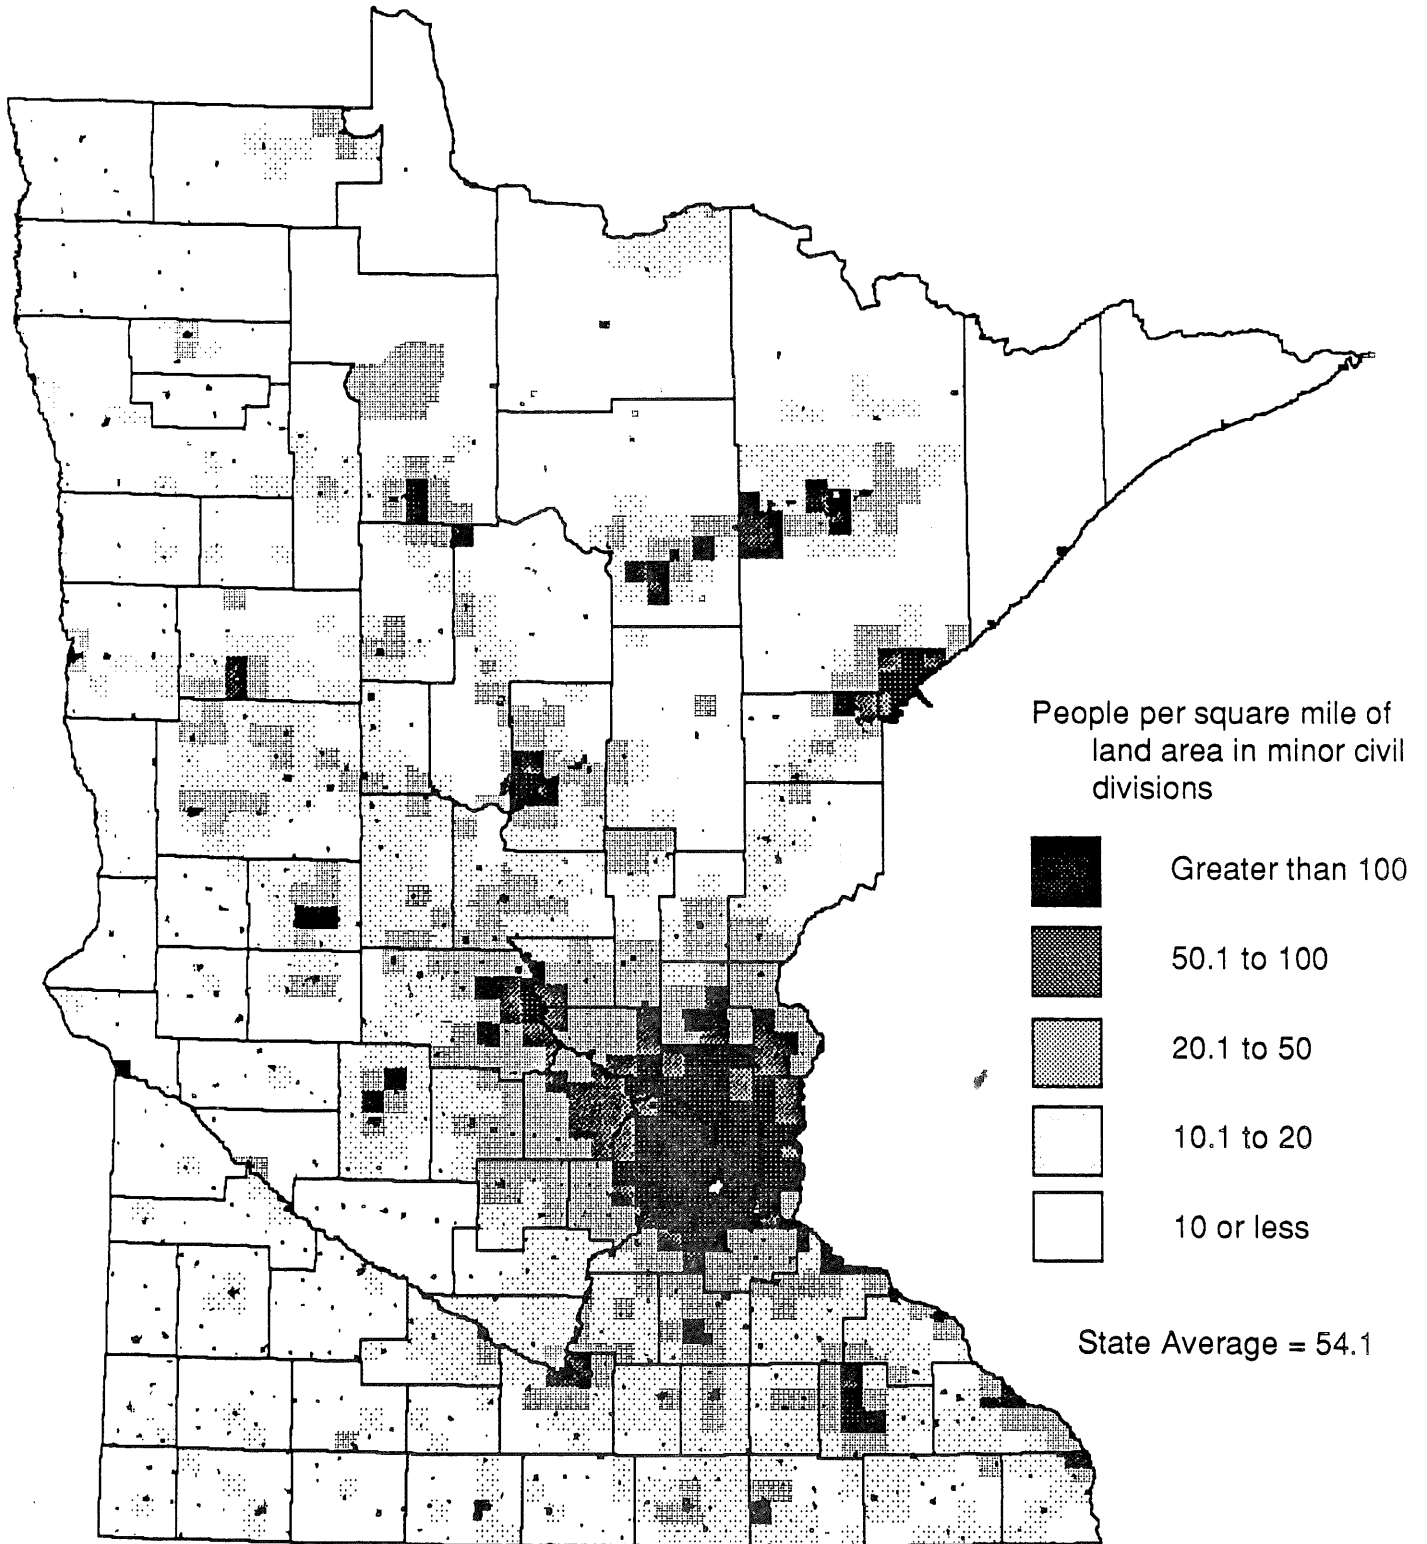 People per square mile of
land area in minor civil
divisions
Greater than 100
50.1 to 100
20.1 to 50
10.1 to 20
10 or less
State Average = 54.1